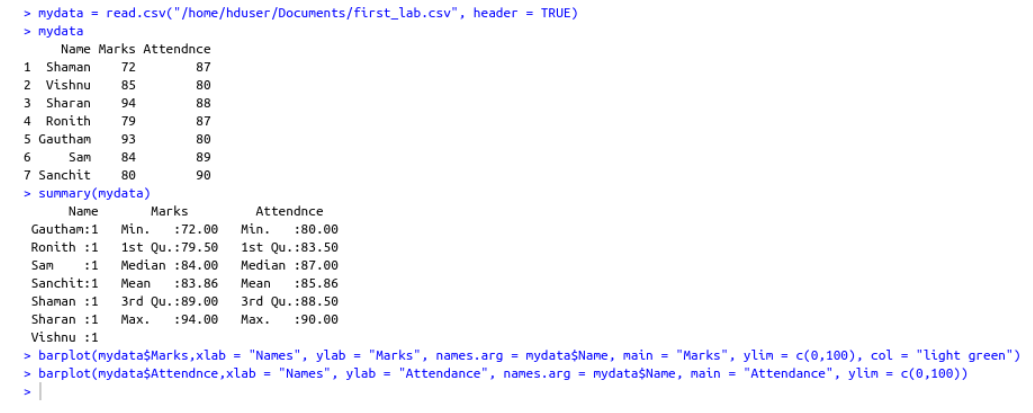 > mydata = read.csv("/home/hduser/Documents/first_lab.csv", header = TRUE)
> mydata
     Name Marks Attendnce
1  Shaman    72        87
2  Vishnu    85        80
3  Sharan    94        88
4  Ronith    79        87
5 Gautham    93        80
6     Sam    84        89
7 Sanchit    80        90
> summary(mydata)
      Name       Marks         Attendnce
 Gautham:1   Min.   :72.00   Min.   :80.00
 Ronith :1   1st Qu.:79.50   1st Qu.:83.50
 Sam    :1   Median :84.00   Median :87.00
 Sanchit:1   Mean   :83.86   Mean   :85.86
 Shaman :1   3rd Qu.:89.00   3rd Qu.:88.50
 Sharan :1   Max.   :94.00   Max.   :90.00
 Vishnu :1
> barplot(mydata$Marks,xlab = "Names", ylab = "Marks", names.arg = mydata$Name, main = "Marks", ylim = c(0,100), col = "light green")
> barplot(mydata$Attendnce,xlab = "Names", ylab = "Attendance", names.arg = mydata$Name, main = "Attendance", ylim = c(0,100))
>